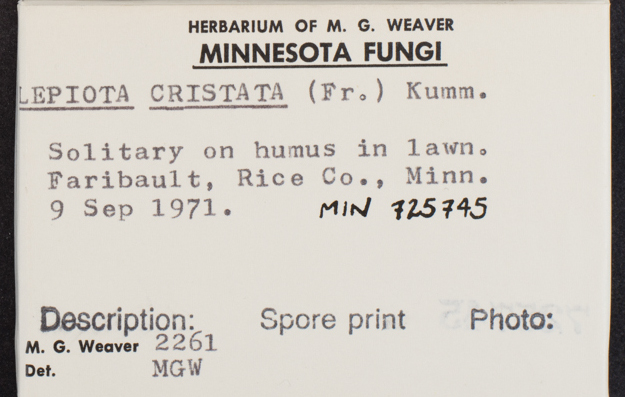 HERBARIUM OF M. G. WEAVER
MINNESOTA FUNGI
LEPIOTA CRISTATA (Fr.) Kumm.
Solitary on humus in lawn.
Faribault, Rice Co., Minn.
9 Sep 1971. MIN 725745
Description: Spore print Photo:
M. G. Weaver 2261
Det. MGW